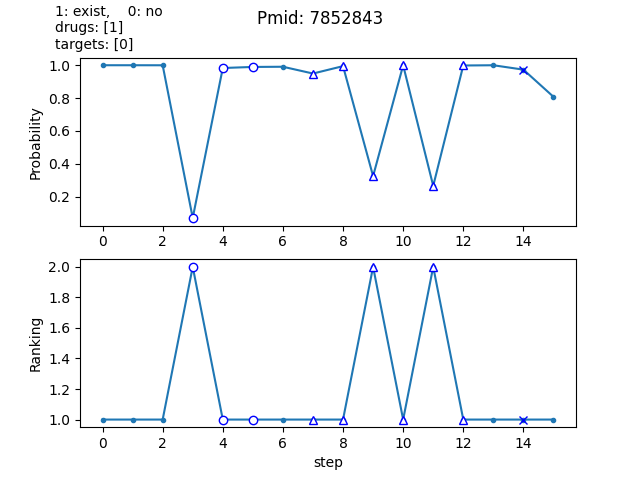 1: exist,    0: no
drugs: [1]
targets: [0]
Pmid: 7852843
Probability
1.0
0.8
0.6
0.4
0.2
0 2 4 6 8 10 12 14
Ranking
2.0
1.8
1.6
1.4
1.2
1.0
0 2 4 6 8 10 12 14
step